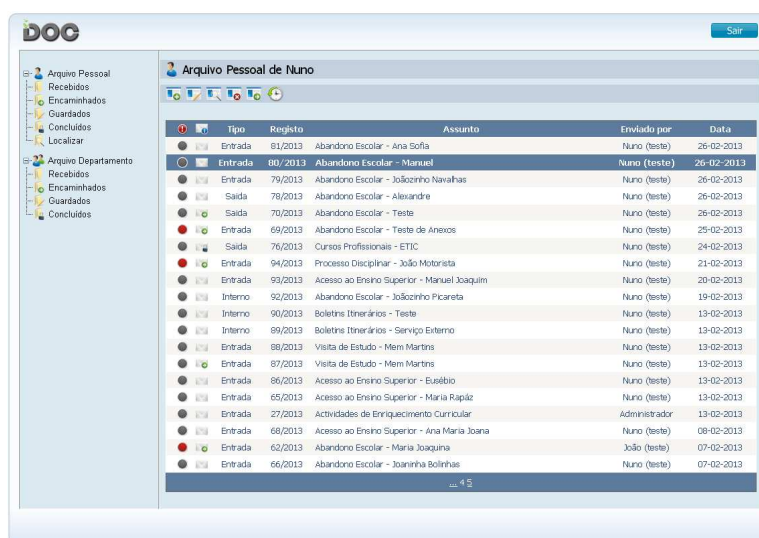 iDOC
Sair
Arquivo Pessoal
Recebidos
Encaminhados
Guardados
Concluídos
Localizar
Arquivo Departamento
Recebidos
Encaminhados
Guardados
Concluídos
Arquivo Pessoal de Nuno
Tipo Registo Assunto Enviado por Data
Entrada 81/2013 Abandono Escolar - Ana Sofia Nuno (teste) 26-02-2013
Entrada 80/2013 Abandono Escolar - Manuel Nuno (teste) 26-02-2013
Entrada 79/2013 Abandono Escolar - Joãozinho Navalhas Nuno (teste) 26-02-2013
Saida 78/2013 Abandono Escolar - Alexandre Nuno (teste) 26-02-2013
Saida 70/2013 Abandono Escolar - Teste Nuno (teste) 26-02-2013
Entrada 69/2013 Abandono Escolar - Teste de Anexos Nuno (teste) 25-02-2013
Saida 76/2013 Cursos Profissionais - ETIC Nuno (teste) 24-02-2013
Entrada 94/2013 Processo Disciplinar - João Motorista Nuno (teste) 21-02-2013
Entrada 93/2013 Acesso ao Ensino Superior - Manuel Joaquim Nuno (teste) 20-02-2013
Interno 92/2013 Abandono Escolar - Joãozinho Picareta Nuno (teste) 19-02-2013
Interno 90/2013 Boletins Itinerários - Teste Nuno (teste) 13-02-2013
Interno 89/2013 Boletins Itinerários - Serviço Externo Nuno (teste) 13-02-2013
Entrada 88/2013 Visita de Estudo - Mem Martins Nuno (teste) 13-02-2013
Entrada 87/2013 Visita de Estudo - Mem Martins Nuno (teste) 13-02-2013
Entrada 86/2013 Acesso ao Ensino Superior - Eusébio Nuno (teste) 13-02-2013
Entrada 65/2013 Acesso ao Ensino Superior - Maria Rapáz Nuno (teste) 13-02-2013
Entrada 27/2013 Actividades de Enriquecimento Curricular Administrador 13-02-2013
Entrada 68/2013 Acesso ao Ensino Superior - Ana Maria Joana Nuno (teste) 08-02-2013
Entrada 62/2013 Abandono Escolar - Maria Joaquina João (teste) 07-02-2013
Entrada 66/2013 Abandono Escolar - Joaninha Bolinhas Nuno (teste) 07-02-2013
... 4 5